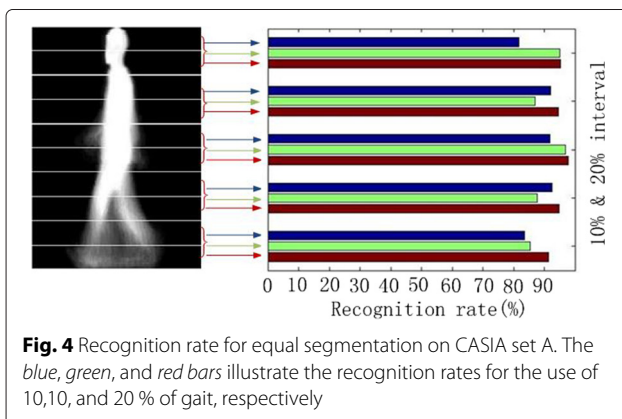 10% & 20% interval
0 10 20 30 40 50 60 70 80 90
Recognition rate(%)
Fig. 4 Recognition rate for equal segmentation on CASIA set A. The
blue, green, and red bars illustrate the recognition rates for the use of
10,10, and 20 % of gait, respectively